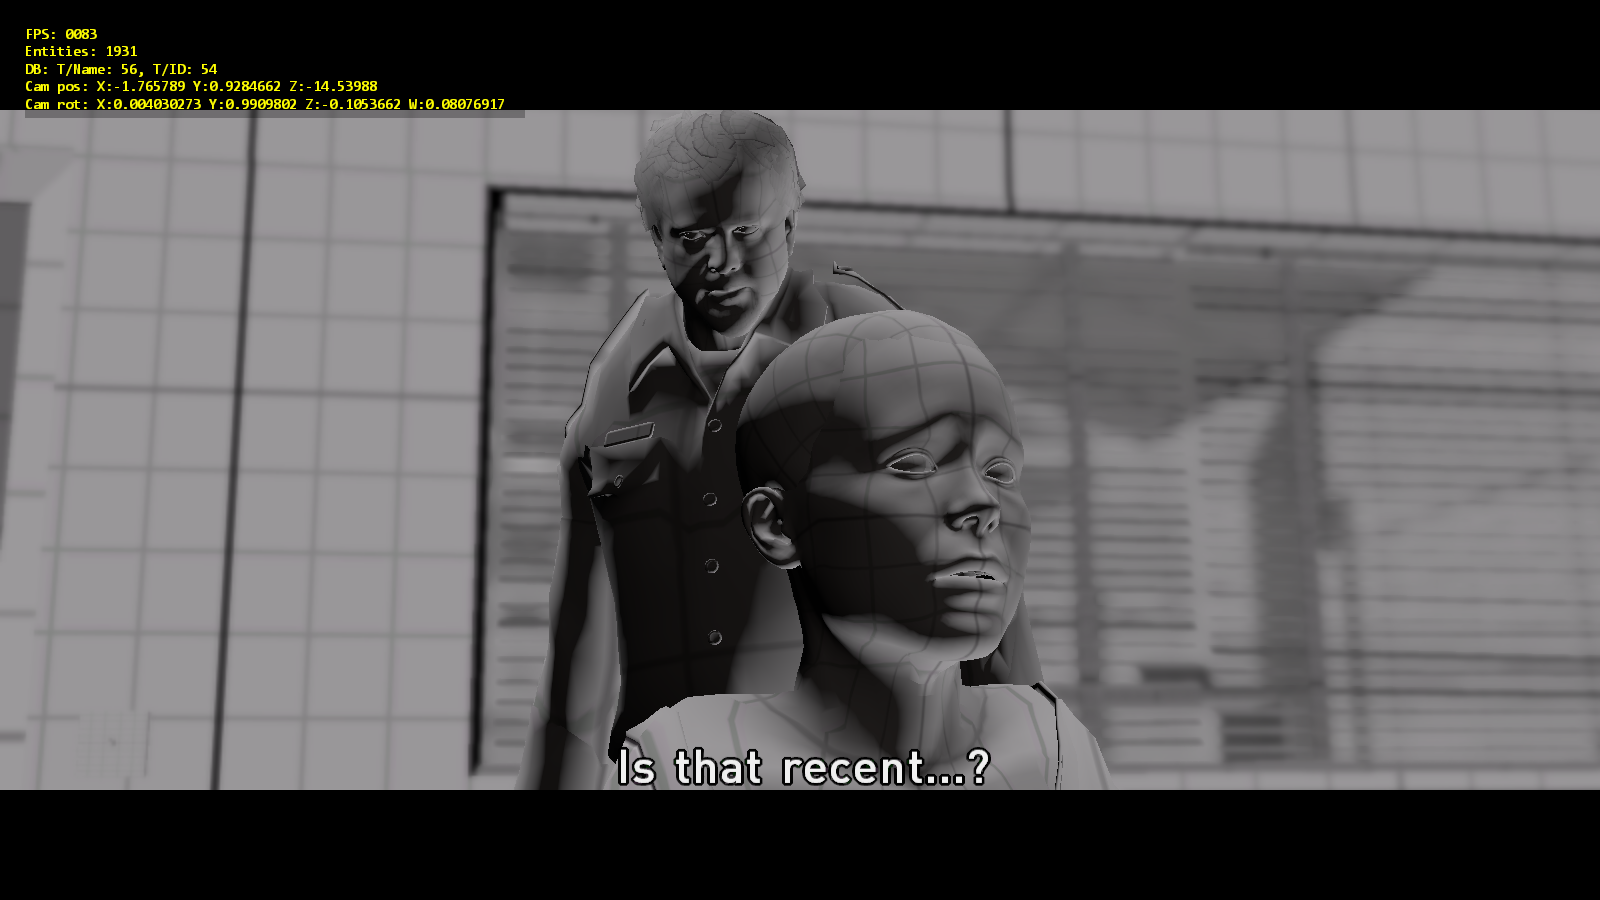 FPS: 0083
Entities: 1931
DB: T/Name: 56, T/ID: 54
Cam pos: X:-1.765789 Y:0.9284662 Z:-14.53988
Cam rot: X:0.004030273 Y:0.9909802 Z:-0.1053662 W:0.08076917
Is that recent...?